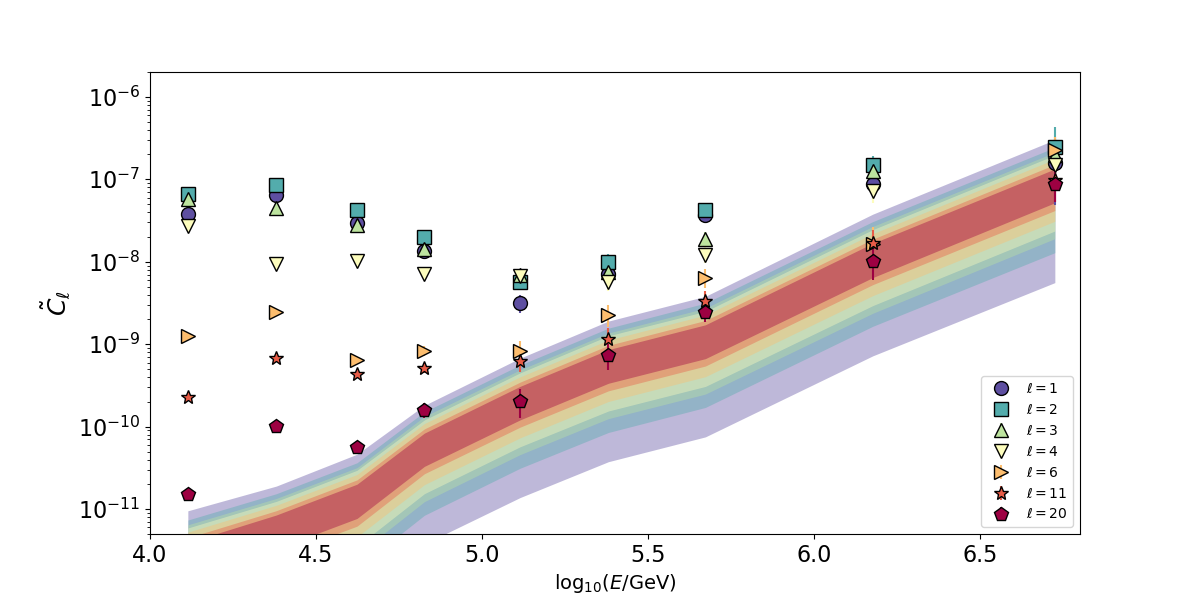 10⁻⁶
10⁻⁷
10⁻⁸
10⁻⁹
10⁻¹⁰
10⁻¹¹
C̃ℓ
4.0 4.5 5.0 5.5 6.0 6.5
log₁₀(E/GeV)
ℓ = 1
ℓ = 2
ℓ = 3
ℓ = 4
ℓ = 6
ℓ = 11
ℓ = 20